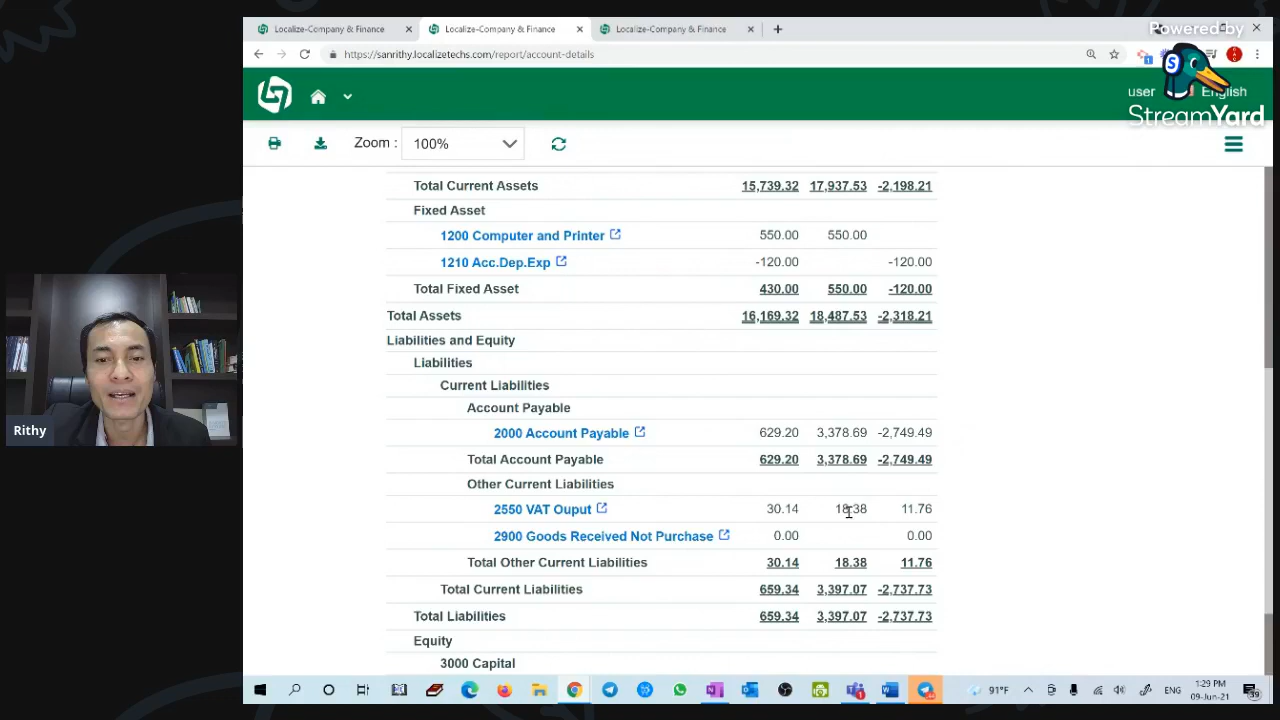 Powered by
StreamYard
Localize-Company & Finance
Localize-Company & Finance
Localize-Company & Finance
https://sanrithy.localizetechs.com/report/account-details
user English
Zoom : 100%
Total Current Assets 15,739.32 17,937.53 -2,198.21
Fixed Asset
1200 Computer and Printer 550.00 550.00
1210 Acc.Dep.Exp -120.00 -120.00
Total Fixed Asset 430.00 550.00 -120.00
Total Assets 16,169.32 18,487.53 -2,318.21
Liabilities and Equity
Liabilities
Current Liabilities
Account Payable
2000 Account Payable 629.20 3,378.69 -2,749.49
Total Account Payable 629.20 3,378.69 -2,749.49
Other Current Liabilities
2550 VAT Ouput 30.14 18.38 11.76
2900 Goods Received Not Purchase 0.00 0.00
Total Other Current Liabilities 30.14 18.38 11.76
Total Current Liabilities 659.34 3,397.07 -2,737.73
Total Liabilities 659.34 3,397.07 -2,737.73
Equity
3000 Capital
Rithy
91°F ENG 1:29 PM
09-Jun-21